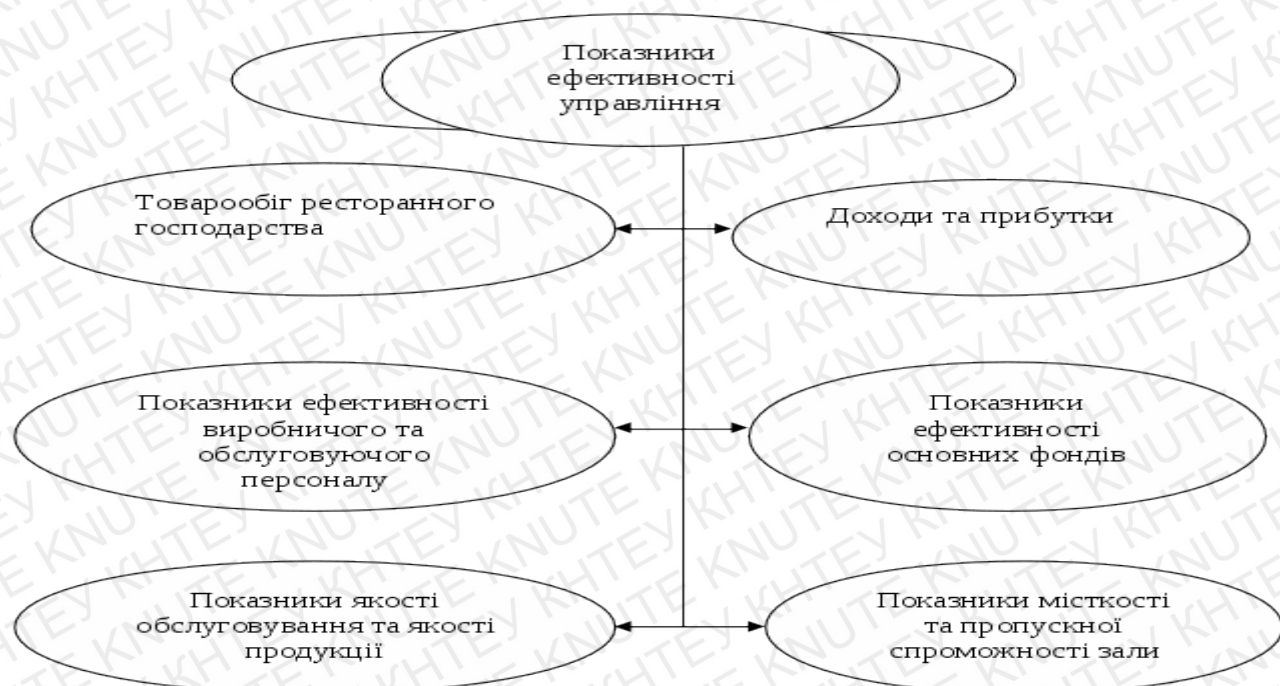 Показники
ефективності
управління
Товарообіг ресторанного
господарства
Доходи та прибутки
Показники ефективності
виробничого та
обслуговуючого
персоналу
Показники
ефективності
основних фондів
Показники якості
обслуговування та якості
продукції
Показники місткості
та пропускної
спроможності зали